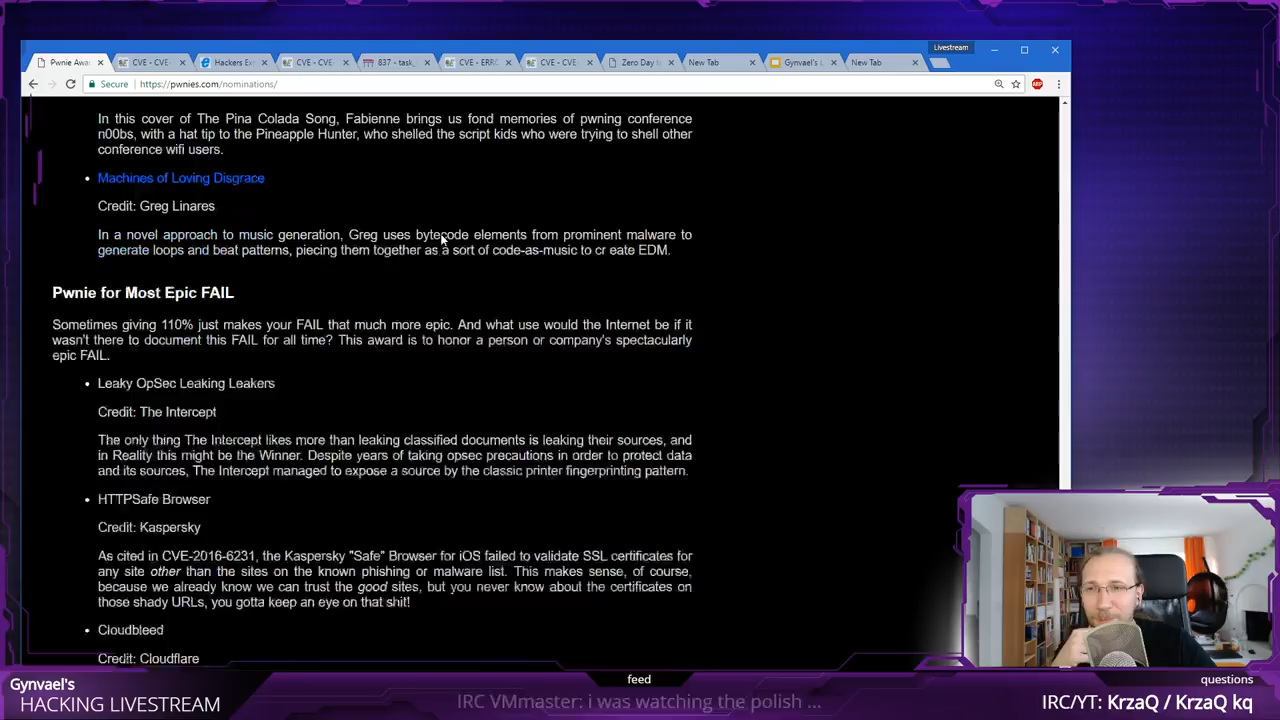 Livestream
Pwnie Awa
CVE - CVE-
Hackers Ex
CVE - CVE
837 - task_
CVE - ERRO
CVE - CVE-
Zero Day
New Tab
Gynvael's L
New Tab
Secure
https://pwnies.com/nominations/
ABP
In this cover of The Pina Colada Song, Fabienne brings us fond memories of pwning conference
n00bs, with a hat tip to the Pineapple Hunter, who shelled the script kids who were trying to shell other
conference wifi users.
Machines of Loving Disgrace
Credit: Greg Linares
In a novel approach to music generation, Greg uses bytecode elements from prominent malware to
generate loops and beat patterns, piecing them together as a sort of code-as-music to cr eate EDM.
Pwnie for Most Epic FAIL
Sometimes giving 110% just makes your FAIL that much more epic. And what use would the Internet be if it
wasn't there to document this FAIL for all time? This award is to honor a person or company's spectacularly
epic FAIL.
Leaky OpSec Leaking Leakers
Credit: The Intercept
The only thing The Intercept likes more than leaking classified documents is leaking their sources, and
in Reality this might be the Winner. Despite years of taking opsec precautions in order to protect data
and its sources, The Intercept managed to expose a source by the classic printer fingerprinting pattern.
HTTPSafe Browser
Credit: Kaspersky
As cited in CVE-2016-6231, the Kaspersky "Safe" Browser for iOS failed to validate SSL certificates for
any site other than the sites on the known phishing or malware list. This makes sense, of course,
because we already know we can trust the good sites, but you never know about the certificates on
those shady URLs, you gotta keep an eye on that shit!
Cloudbleed
Credit: Cloudflare
Gynvael's
HACKING LIVESTREAM
feed
IRC VMmaster: i was watching the polish ...
questions
IRC/YT: KrzaQ / KrzaQ kq